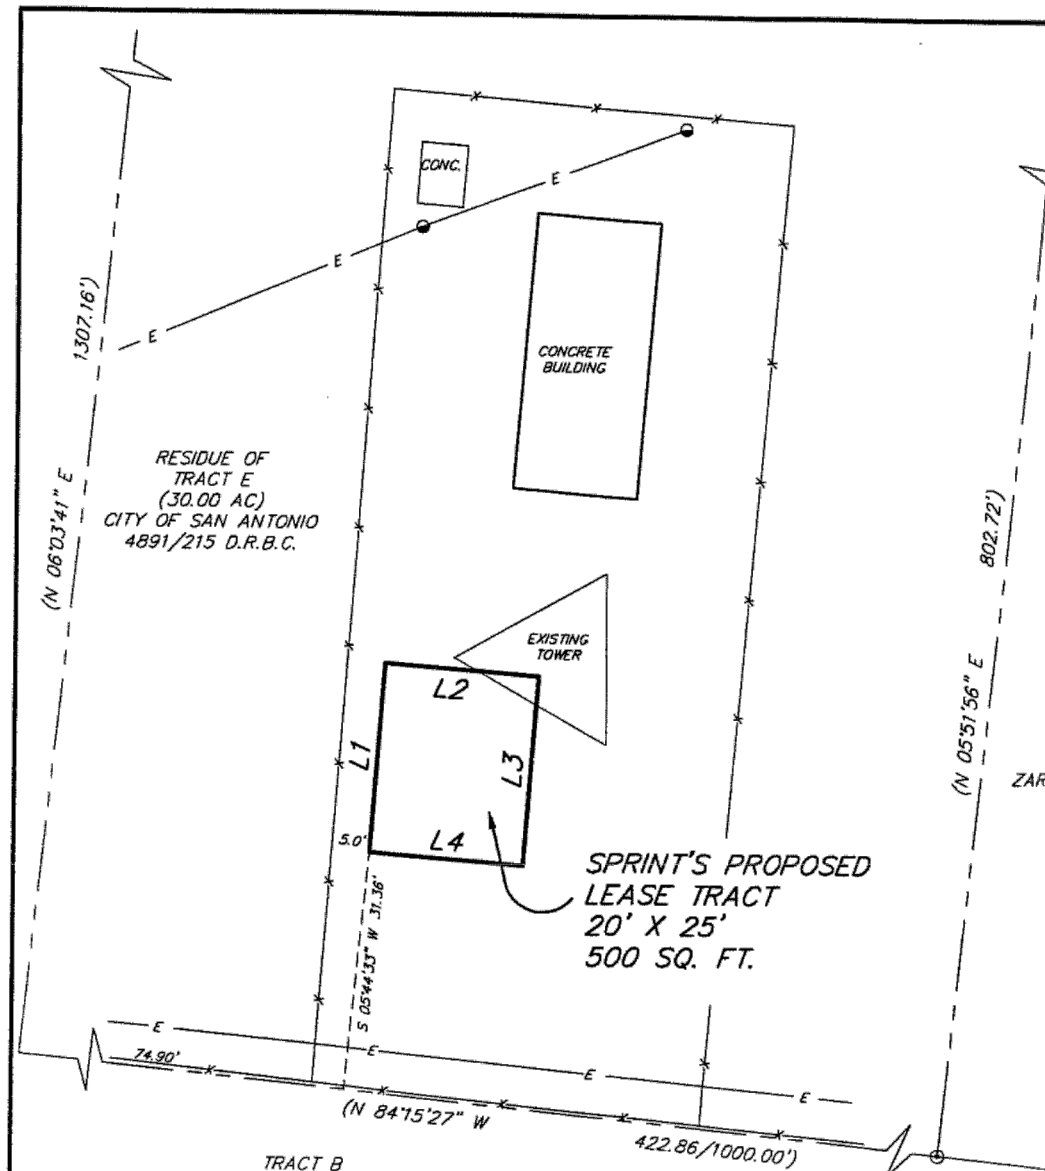 CONC.
E
E
E
1307.16')
CONCRETE
BUILDING
RESIDUE OF
TRACT E
(30.00 AC)
CITY OF SAN ANTONIO
4891/215 D.R.B.C.
(N 06°03'41" E
802.72')
EXISTING
TOWER
L2
L1
L3
(N 05°51'56" E
ZAR
5.0'
L4
SPRINT'S PROPOSED
LEASE TRACT
20' X 25'
500 SQ. FT.
S 05°44'33" W 31.36'
E
E
E
E
74.90'
(N 84°15'27" W
422.86/1000.00')
TRACT B